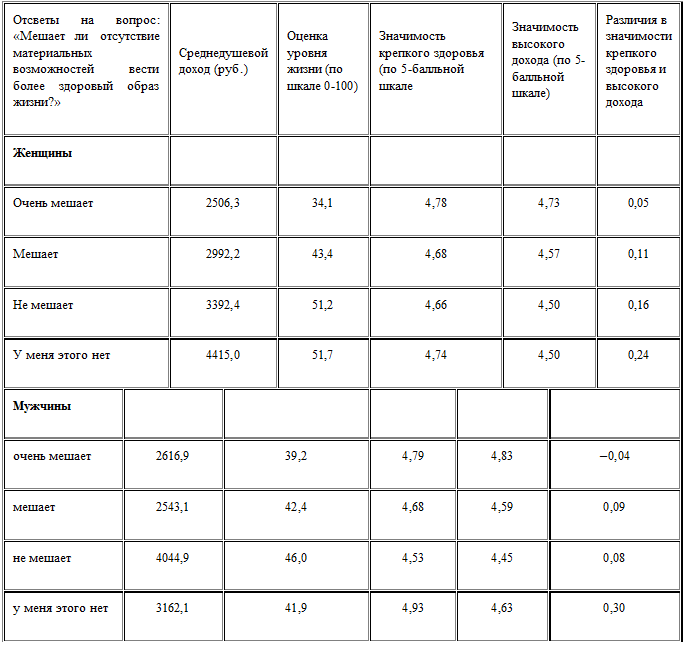 Отсветы на вопрос:
«Мешает ли отсутствие
материальных
возможностей вести
более здоровый образ
жизни?»
Среднедушевой
доход (руб.)
Оценка
уровня
жизни (по
шкале 0-100)
Значимость
крепкого здоровья
(по 5-балльной
шкале
Значимость
высокого
дохода (по 5-
балльной
шкале)
Различия в
значимости
крепкого
здоровья и
высокого
дохода
Женщины
Очень мешает 2506,3 34,1 4,78 4,73 0,05
Мешает 2992,2 43,4 4,68 4,57 0,11
Не мешает 3392,4 51,2 4,66 4,50 0,16
У меня этого нет 4415,0 51,7 4,74 4,50 0,24
Мужчины
очень мешает 2616,9 39,2 4,79 4,83 −0,04
мешает 2543,1 42,4 4,68 4,59 0,09
не мешает 4044,9 46,0 4,53 4,45 0,08
у меня этого нет 3162,1 41,9 4,93 4,63 0,30